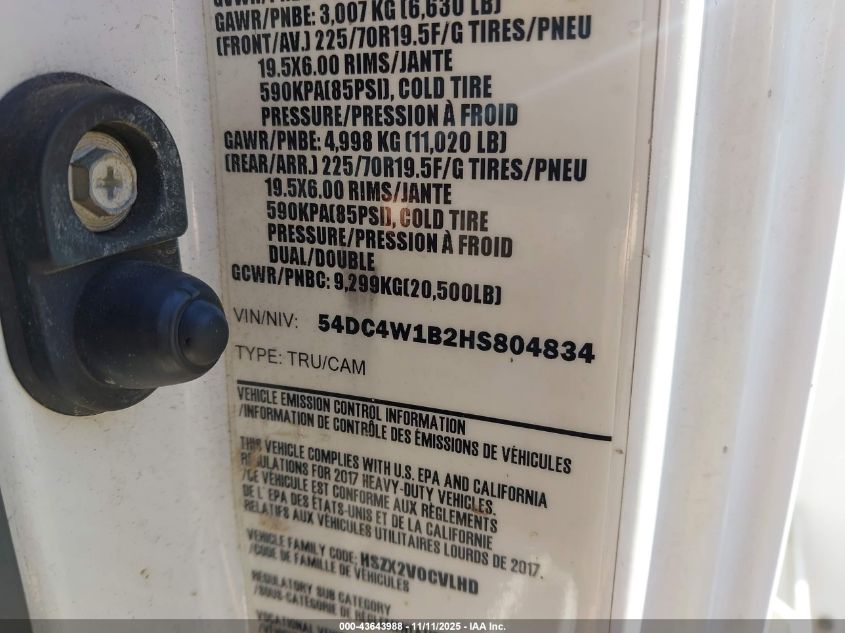 GAWR/PNBE: 3,007 KG (6,630 LB)
(FRONT/AV.) 225/70R19.5F/G TIRES/PNEU
19.5X6.00 RIMS/JANTE
590KPA(85PSI), COLD TIRE
PRESSURE/PRESSION À FROID
GAWR/PNBE: 4,998 KG (11,020 LB)
(REAR/ARR.) 225/70R19.5F/G TIRES/PNEU
19.5X6.00 RIMS/JANTE
590KPA(85PSI), COLD TIRE
PRESSURE/PRESSION À FROID
DUAL/DOUBLE
GCWR/PNBC: 9,299KG(20,500LB)
VIN/NIV: 54DC4W1B2HS804834
TYPE: TRU/CAM
VEHICLE EMISSION CONTROL INFORMATION
/INFORMATION DE CONTRÔLE DES ÉMISSIONS DE VÉHICULES
THIS VEHICLE COMPLIES WITH U.S. EPA AND CALIFORNIA
REGULATIONS FOR 2017 HEAVY-DUTY VEHICLES.
/CE VÉHICULE EST CONFORME AUX RÈGLEMENTS
DE L'EPA DES ÉTATS-UNIS ET DE LA CALIFORNIE
RELATIFS AUX VÉHICULES UTILITAIRES LOURDS DE 2017.
VEHICLE FAMILY CODE: HSZX2VOCVLHD
/CODE DE FAMILLE DE VÉHICULES
REGULATORY SUB CATEGORY
/SOUS-CATÉGORIE DE
000-43643988 - 11/11/2025 - IAA Inc.